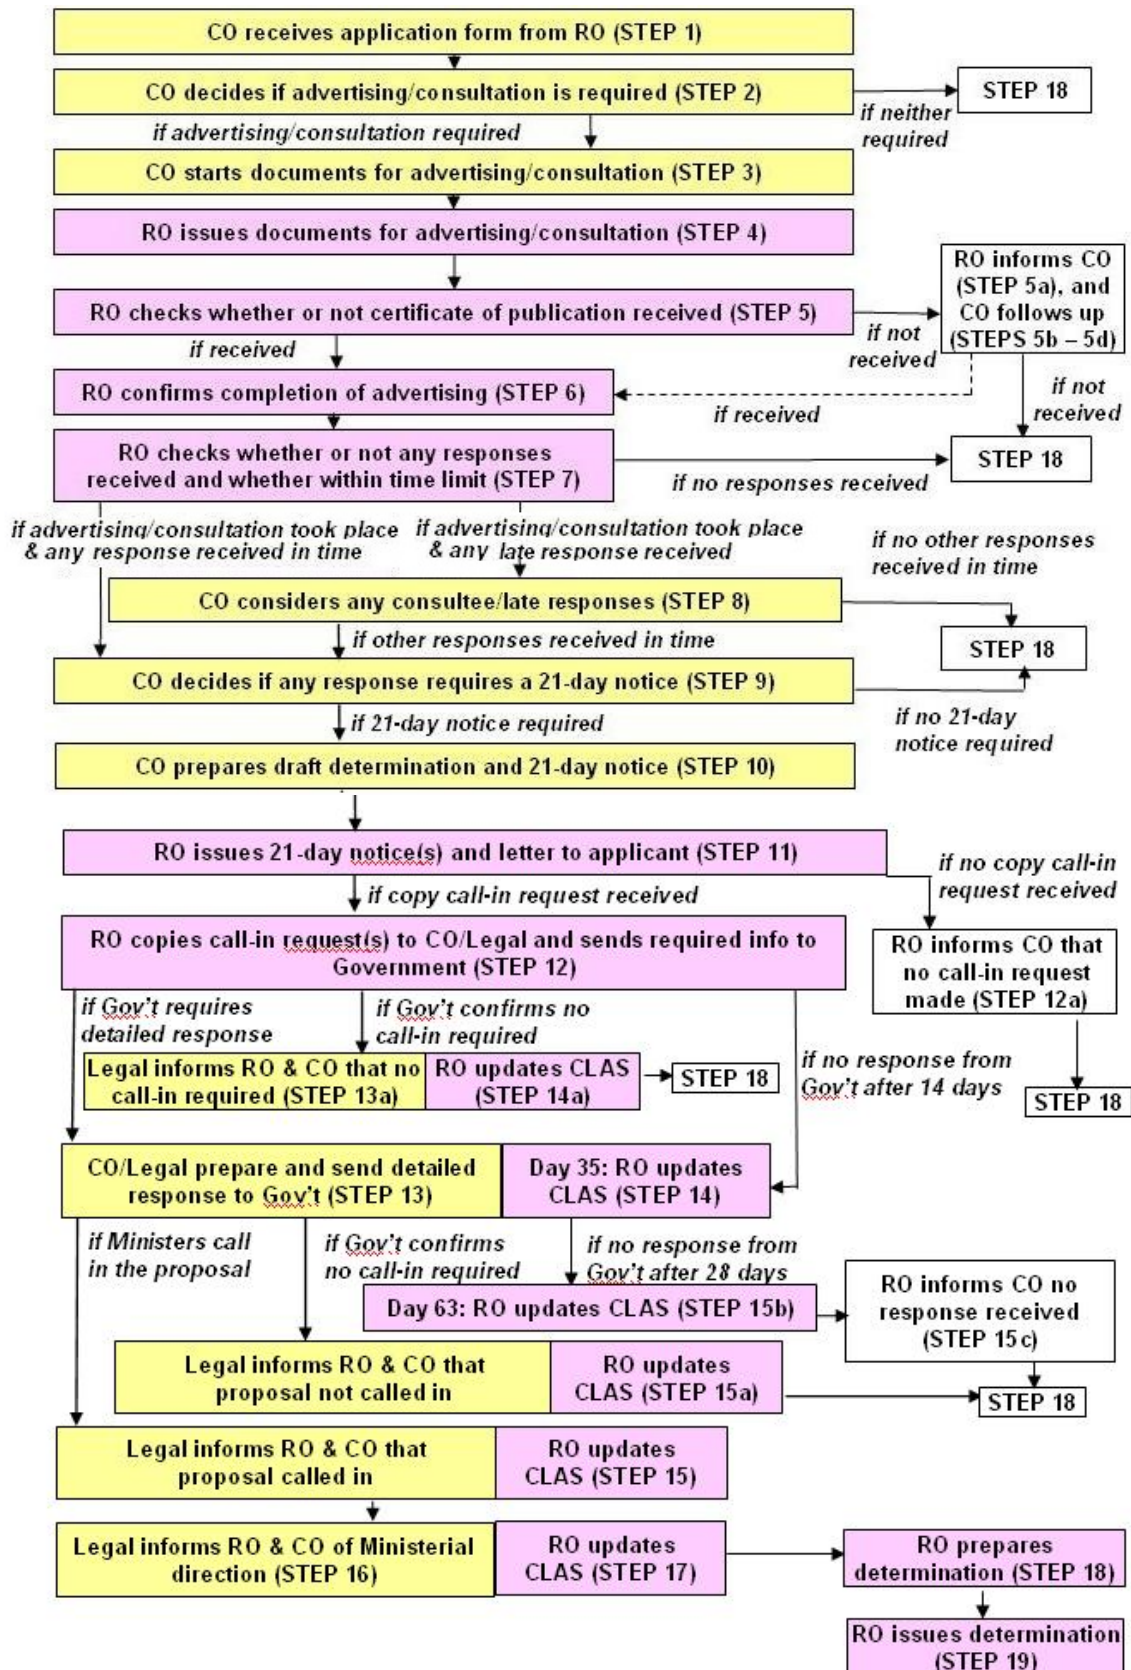 CO receives application form from RO (STEP 1)
CO decides if advertising/consultation is required (STEP 2)
STEP 18
if neither
required
if advertising/consultation required
CO starts documents for advertising/consultation (STEP 3)
RO issues documents for advertising/consultation (STEP 4)
RO informs CO
(STEP 5a), and
CO follows up
(STEPS 5b – 5d)
RO checks whether or not certificate of publication received (STEP 5)
if not
received
if received
RO confirms completion of advertising (STEP 6)
if received
if not
received
RO checks whether or not any responses
received and whether within time limit (STEP 7)
STEP 18
if no responses received
if advertising/consultation took place
& any response received in time
if advertising/consultation took place
& any late response received
if no other responses
received in time
CO considers any consultee/late responses (STEP 8)
STEP 18
if other responses received in time
CO decides if any response requires a 21-day notice (STEP 9)
if no 21-day
notice required
if 21-day notice required
CO prepares draft determination and 21-day notice (STEP 10)
RO issues 21-day notice(s) and letter to applicant (STEP 11)
if no copy call-in
request received
if copy call-in request received
RO copies call-in request(s) to CO/Legal and sends required info to
Government (STEP 12)
RO informs CO that
no call-in request
made (STEP 12a)
if Gov't requires
detailed response
if Gov't confirms no
call-in required
if no response from
Gov't after 14 days
Legal informs RO & CO that no
call-in required (STEP 13a)
RO updates CLAS
(STEP 14a)
STEP 18
STEP 18
CO/Legal prepare and send detailed
response to Gov't (STEP 13)
Day 35: RO updates
CLAS (STEP 14)
if Ministers call
in the proposal
if Gov't confirms
no call-in required
if no response from
Gov't after 28 days
Day 63: RO updates CLAS (STEP 15b)
RO informs CO no
response received
(STEP 15c)
Legal informs RO & CO that
proposal not called in
RO updates
CLAS (STEP 15a)
STEP 18
Legal informs RO & CO that
proposal called in
RO updates
CLAS (STEP 15)
Legal informs RO & CO of Ministerial
direction (STEP 16)
RO updates
CLAS (STEP 17)
RO prepares
determination (STEP 18)
RO issues determination
(STEP 19)